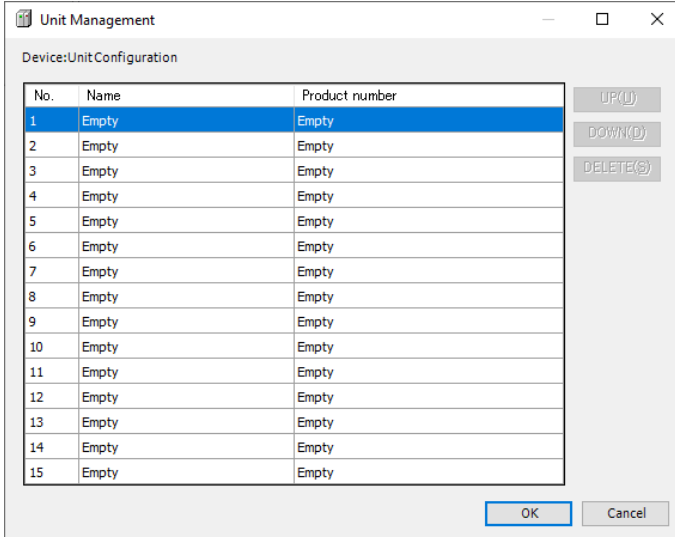 Unit Management
Device:UnitConfiguration
No. Name Product number
1 Empty Empty
2 Empty Empty
3 Empty Empty
4 Empty Empty
5 Empty Empty
6 Empty Empty
7 Empty Empty
8 Empty Empty
9 Empty Empty
10 Empty Empty
11 Empty Empty
12 Empty Empty
13 Empty Empty
14 Empty Empty
15 Empty Empty
UP(U)
DOWN(D)
DELETE(S)
OK Cancel